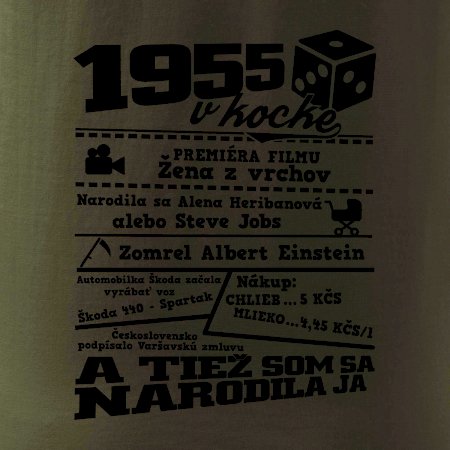 1955
v kocke
PREMIÉRA FILMU
Žena z vrchov
Narodila sa Alena Heribanová
alebo Steve Jobs
Zomrel Albert Einstein
Automobilka Škoda začala
vyrábať voz
Škoda 440 - Spartak
Nákup:
CHLIEB ... 5 KČS
MLIEKO ... 4,45 KČS/l
Československo
podpísalo Varšavskú zmluvu
A TIEŽ SOM SA
NARODILA JA